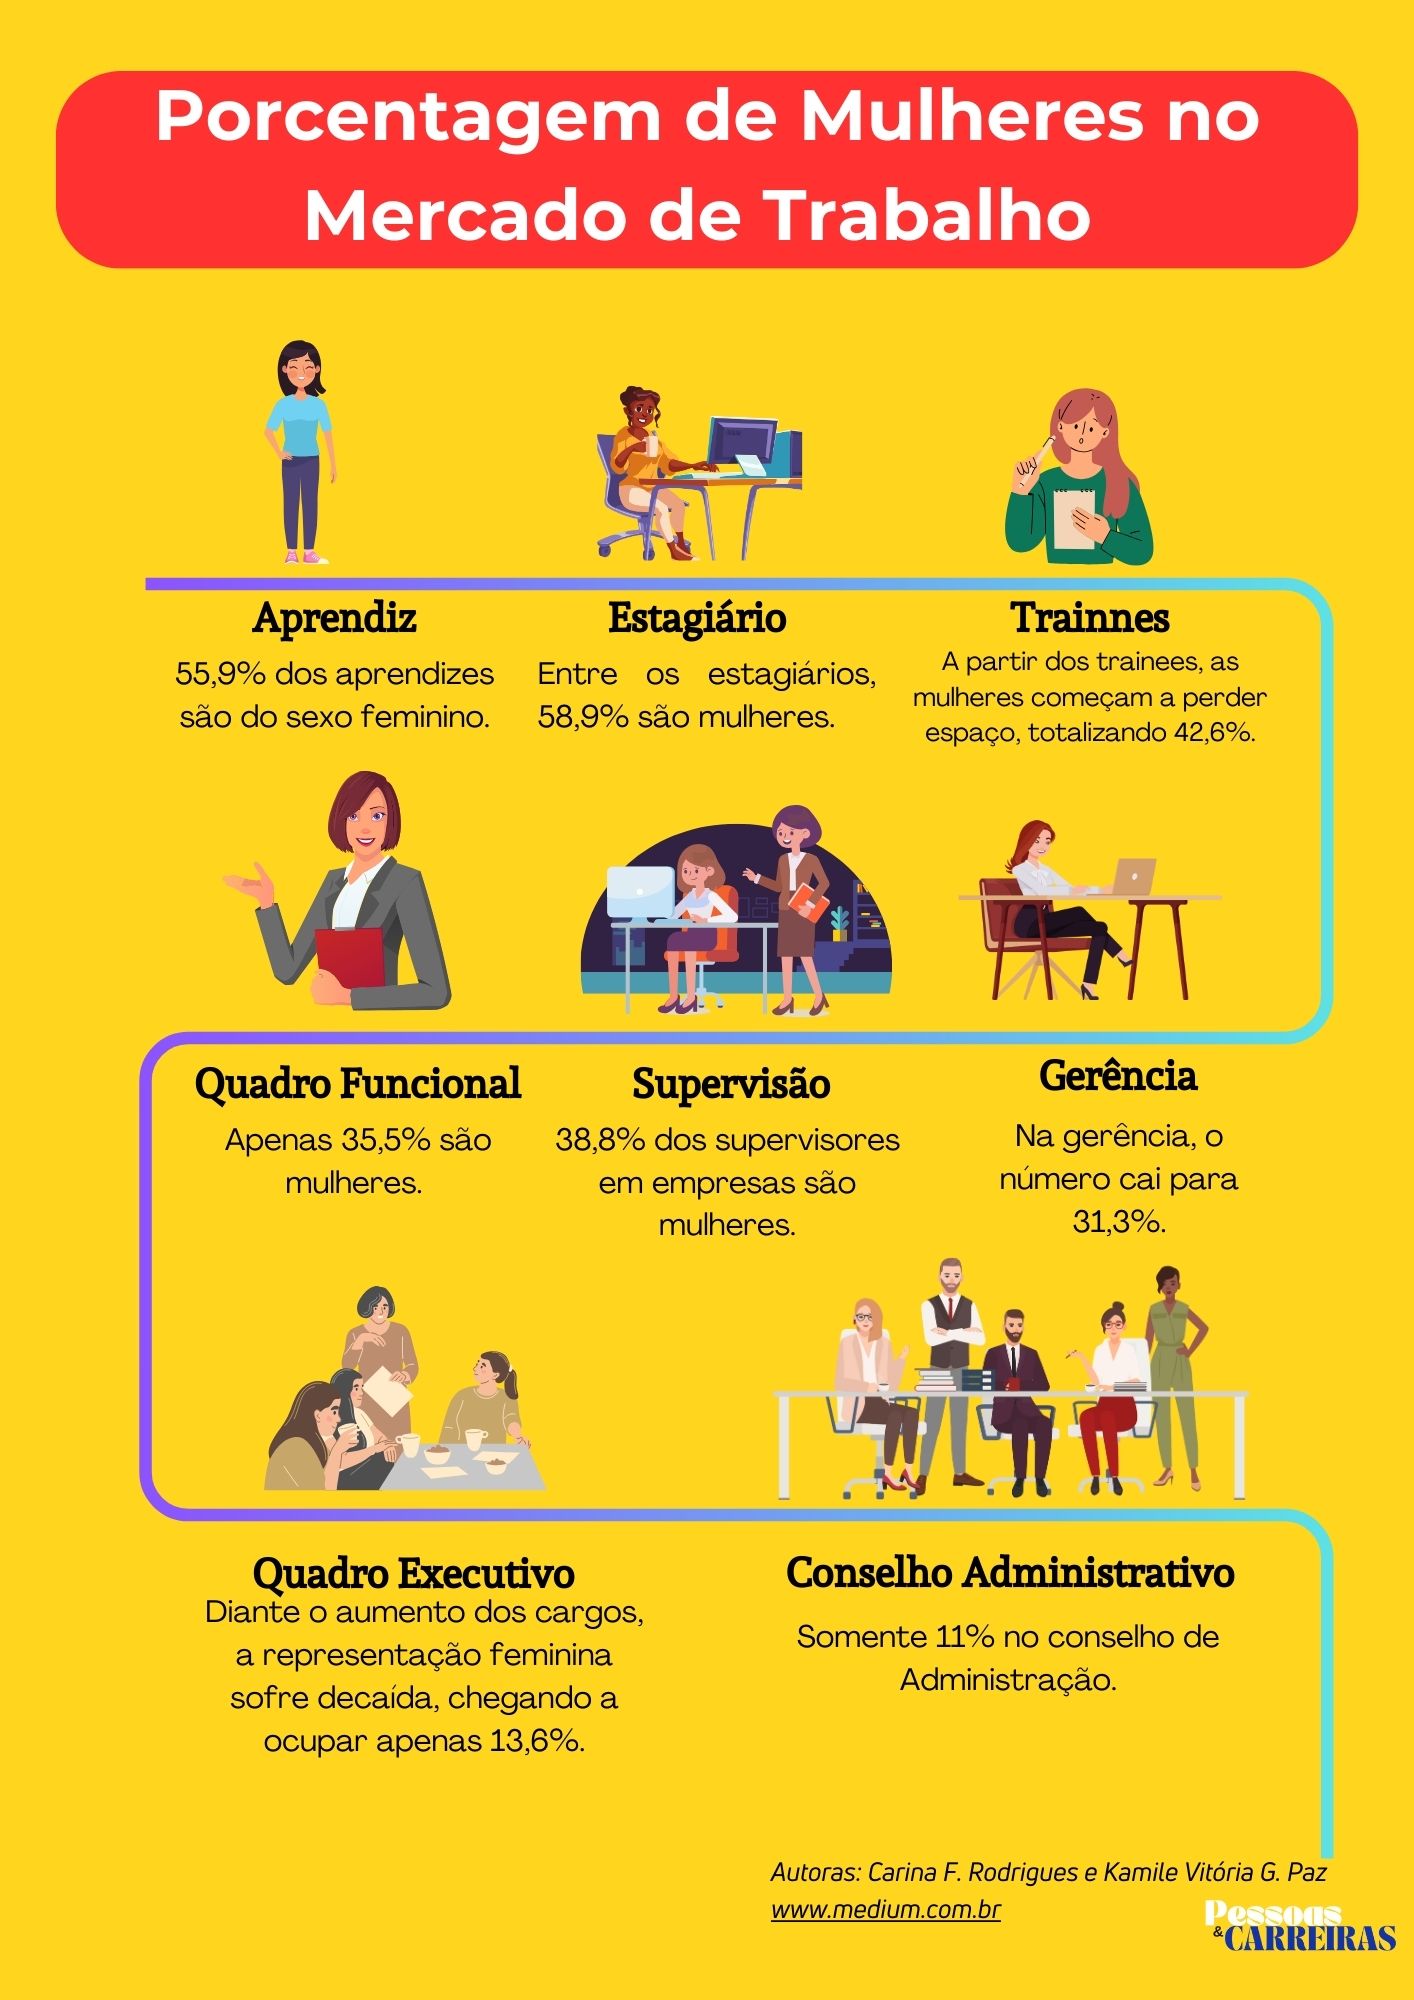 Porcentagem de Mulheres no
Mercado de Trabalho
Aprendiz
55,9% dos aprendizes
são do sexo feminino.
Estagiário
Entre os estagiários,
58,9% são mulheres.
Trainnes
A partir dos trainees, as
mulheres começam a perder
espaço, totalizando 42,6%.
Quadro Funcional
Apenas 35,5% são
mulheres.
Supervisão
38,8% dos supervisores
em empresas são
mulheres.
Gerência
Na gerência, o
número cai para
31,3%.
Quadro Executivo
Diante o aumento dos cargos,
a representação feminina
sofre decaída, chegando a
ocupar apenas 13,6%.
Conselho Administrativo
Somente 11% no conselho de
Administração.
Autoras: Carina F. Rodrigues e Kamile Vitória G. Paz
www.medium.com.br
Pessoas
&CARREIRAS